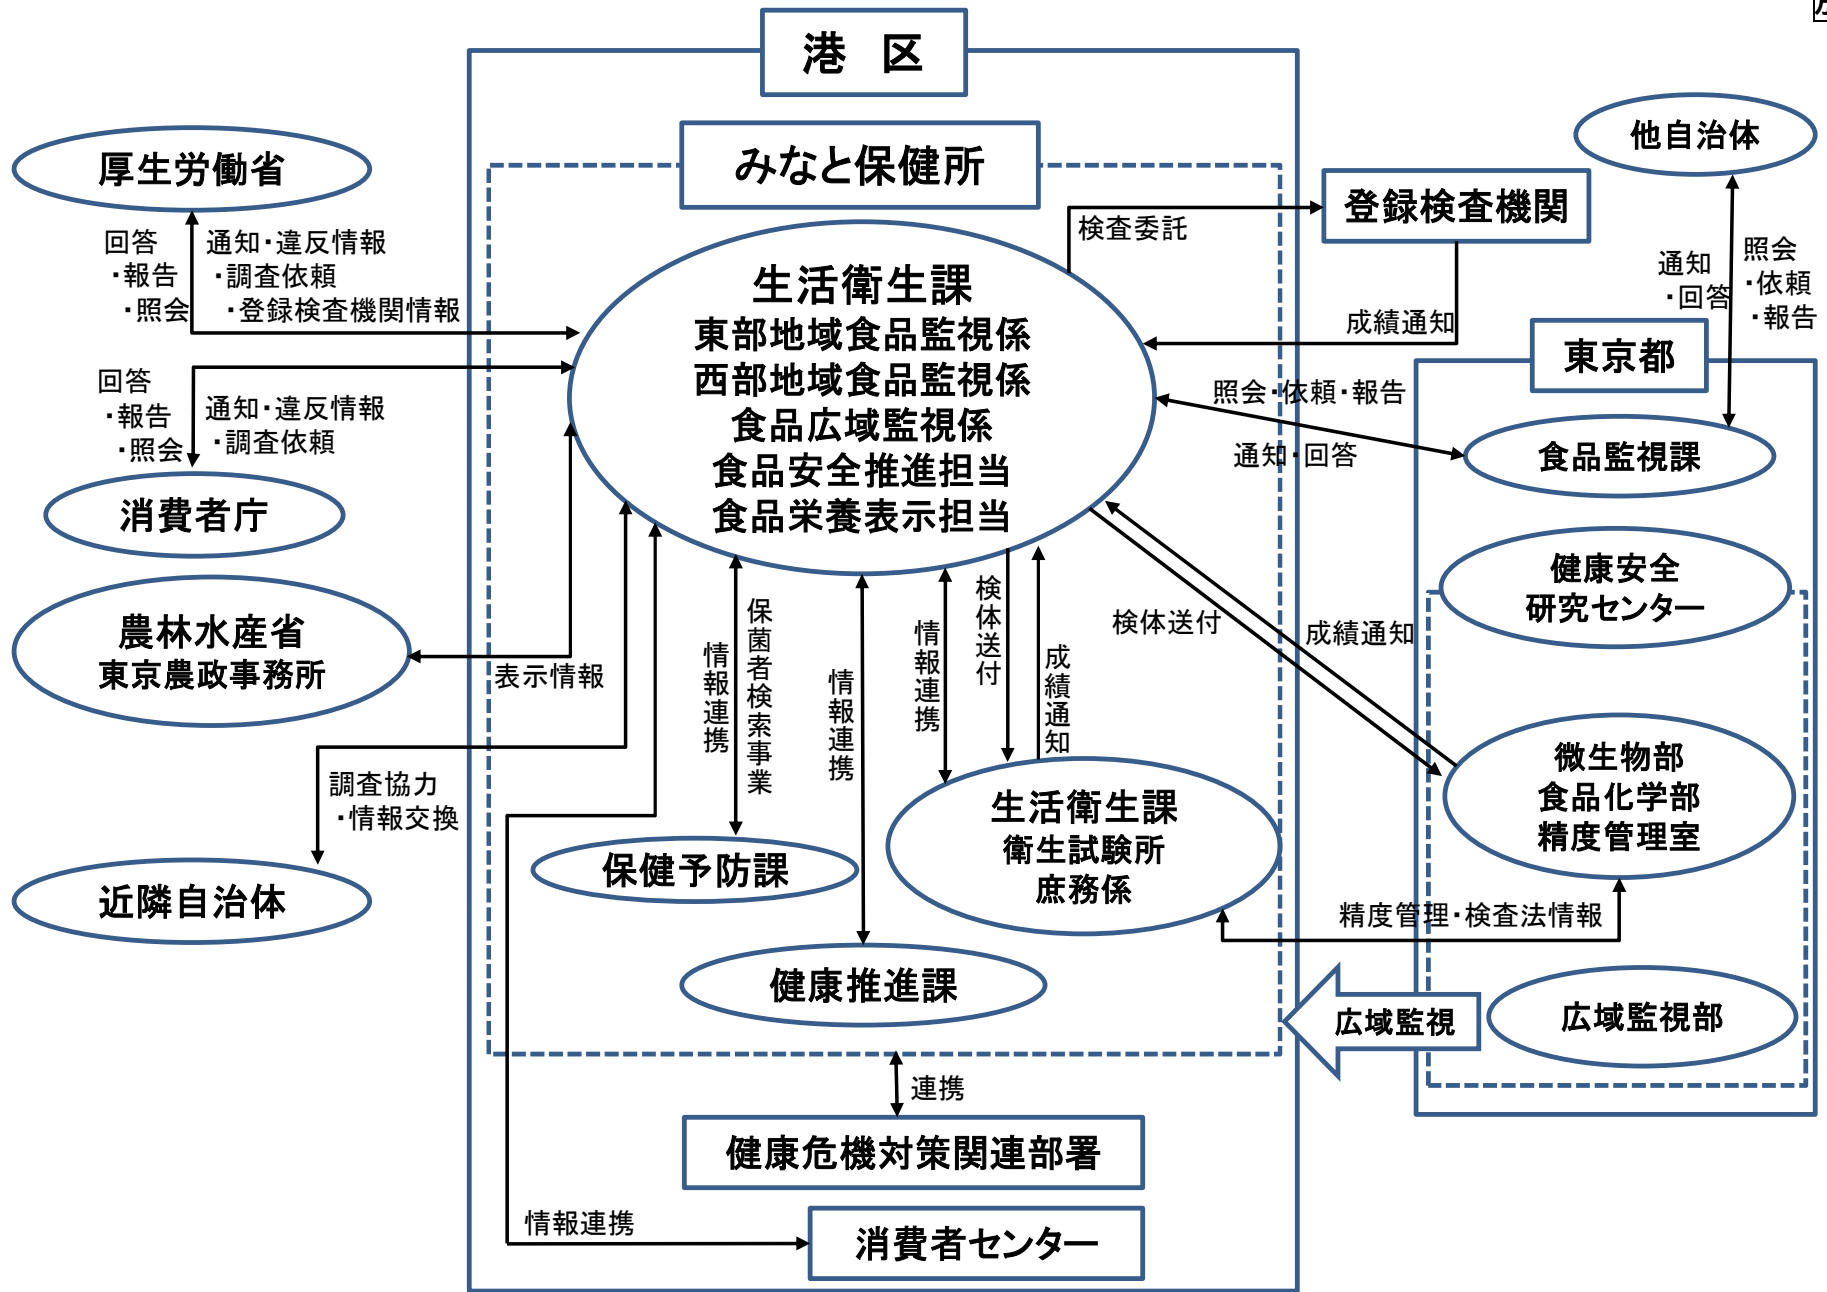 港　区
みなと保健所
生活衛生課
東部地域食品監視係
西部地域食品監視係
食品広域監視係
食品安全推進担当
食品栄養表示担当
厚生労働省
回答
・報告
・照会
通知・違反情報
・調査依頼
・登録検査機関情報
回答
・報告
・照会
通知・違反情報
・調査依頼
消費者庁
農林水産省
東京農政事務所
表示情報
調査協力
・情報交換
近隣自治体
検査委託
登録検査機関
成績通知
他自治体
通知
・回答
照会
・依頼
・報告
東京都
照会・依頼・報告
通知・回答
食品監視課
健康安全
研究センター
検体送付
成績通知
微生物部
食品化学部
精度管理室
精度管理・検査法情報
広域監視部
広域監視
情報連携
保菌者検索事業
情報連携
情報連携
検体送付
成績通知
保健予防課
生活衛生課
衛生試験所
庶務係
健康推進課
連携
健康危機対策関連部署
情報連携
消費者センター